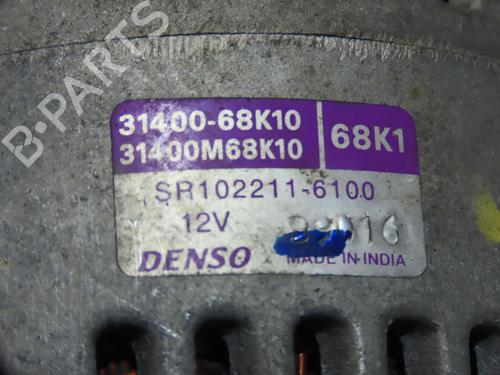 B-PARTS
31400-68K10
31400M68K10
68K1
SR102211-6100
12V
DENSO
MADE IN INDIA